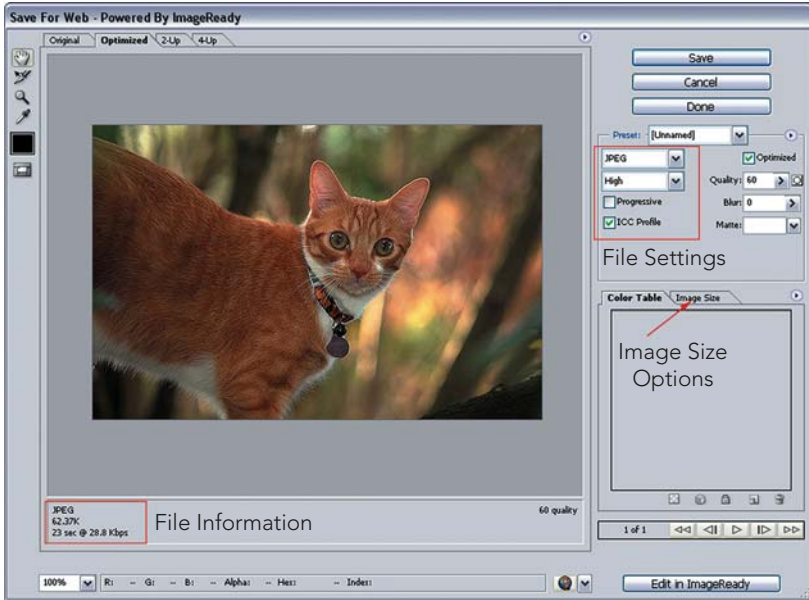 Save For Web - Powered By ImageReady
Original Optimized 2-Up 4-Up
Save
Cancel
Done
Preset: [Unnamed]
JPEG Optimized
High Quality: 60
Progressive Blur: 0
ICC Profile Matte:
File Settings
Color Table Image Size
Image Size
Options
JPEG
62.37K
23 sec @ 28.8 Kbps
File Information
60 quality
1 of 1
100% R: -- G: -- B: -- Alpha: -- Hex: -- Index:
Edit in ImageReady